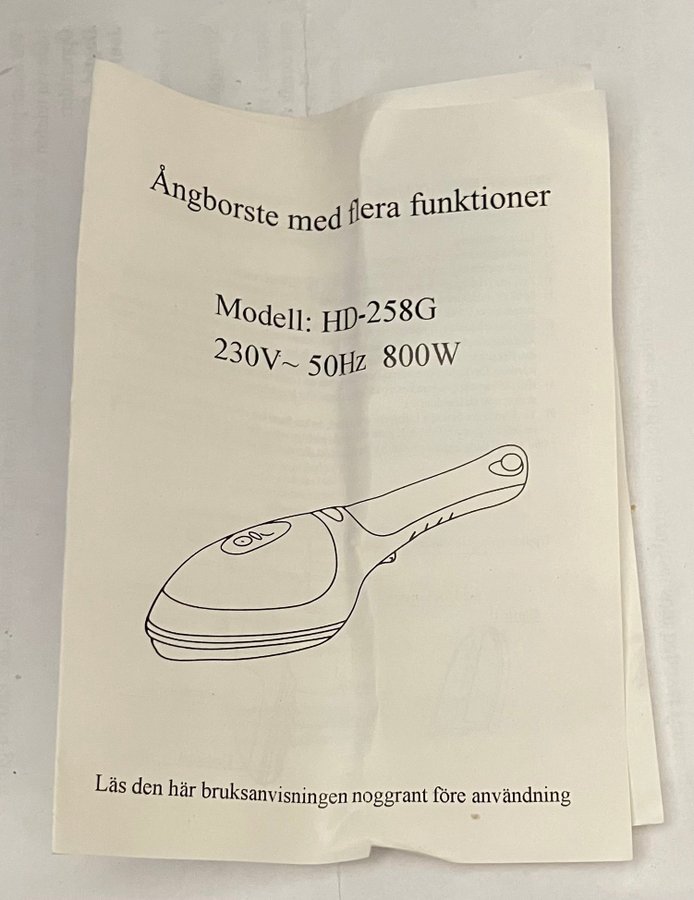 Ångborste med flera funktioner
Modell: HD-258G
230V~ 50Hz 800W
Läs den här bruksanvisningen noggrant före användning